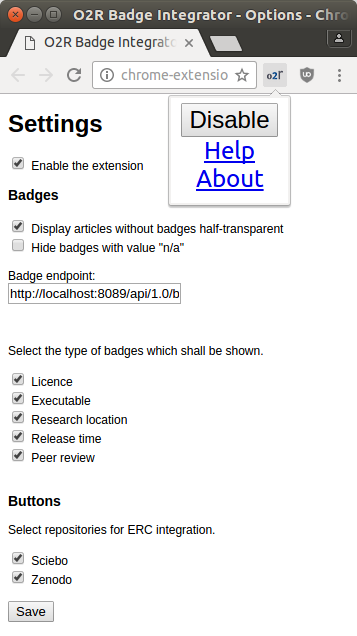 O2R Badge Integrator - Options - Chro
O2R Badge Integrato
chrome-extensio
o2r
Disable
Help
About
Settings
Enable the extension
Badges
Display articles without badges half-transparent
Hide badges with value "n/a"
Badge endpoint:
http://localhost:8089/api/1.0/b
Select the type of badges which shall be shown.
Licence
Executable
Research location
Release time
Peer review
Buttons
Select repositories for ERC integration.
Sciebo
Zenodo
Save